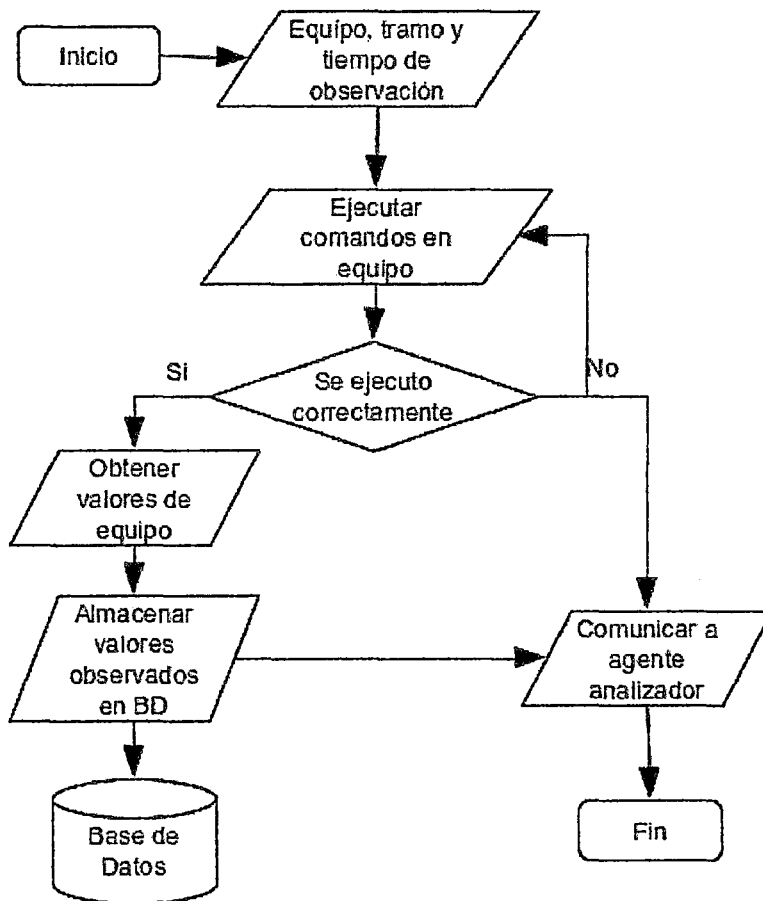 Inicio
Equipo, tramo y
tiempo de
observación
Ejecutar
comandos en
equipo
Si
No
Se ejecuto
correctamente
Obtener
valores de
equipo
Almacenar
valores
observados
en BD
Comunicar a
agente
analizador
Base de
Datos
Fin